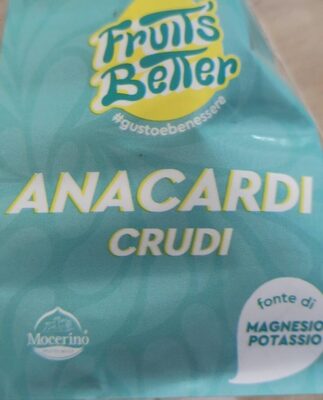 Fruits'
Better
#gustoebenessere
ANACARDI
CRUDI
Mocerino
fonte di
MAGNESIO
POTASSIO